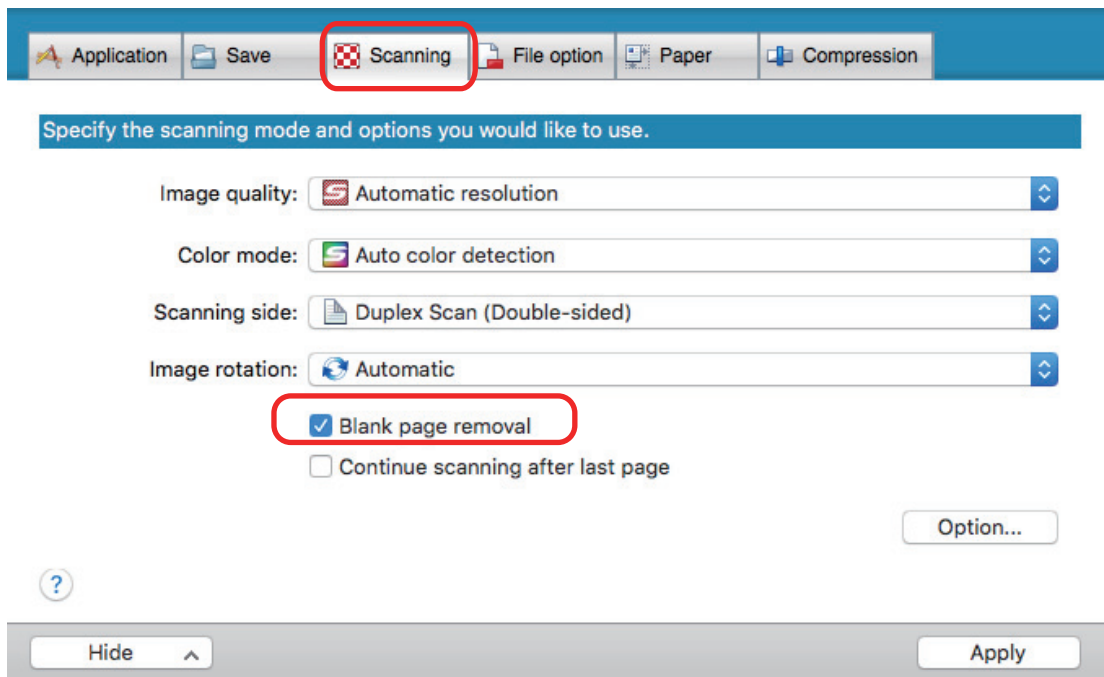 Application Save Scanning File option Paper Compression
Specify the scanning mode and options you would like to use.
Image quality: Automatic resolution
Color mode: Auto color detection
Scanning side: Duplex Scan (Double-sided)
Image rotation: Automatic
Blank page removal
Continue scanning after last page
Option...
?
Hide Apply